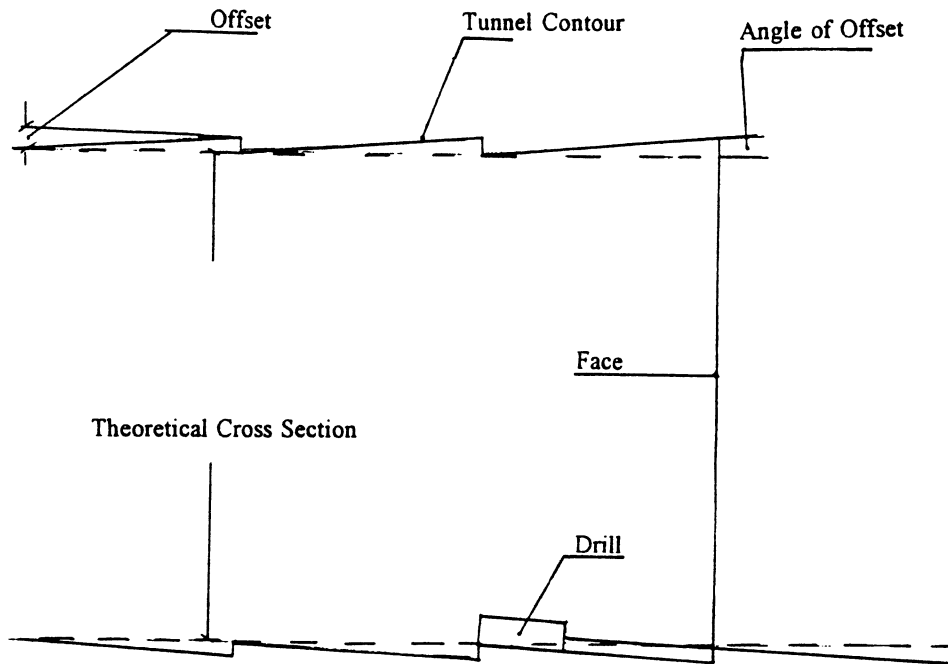 Offset
Tunnel Contour
Angle of Offset
Face
Theoretical Cross Section
Drill